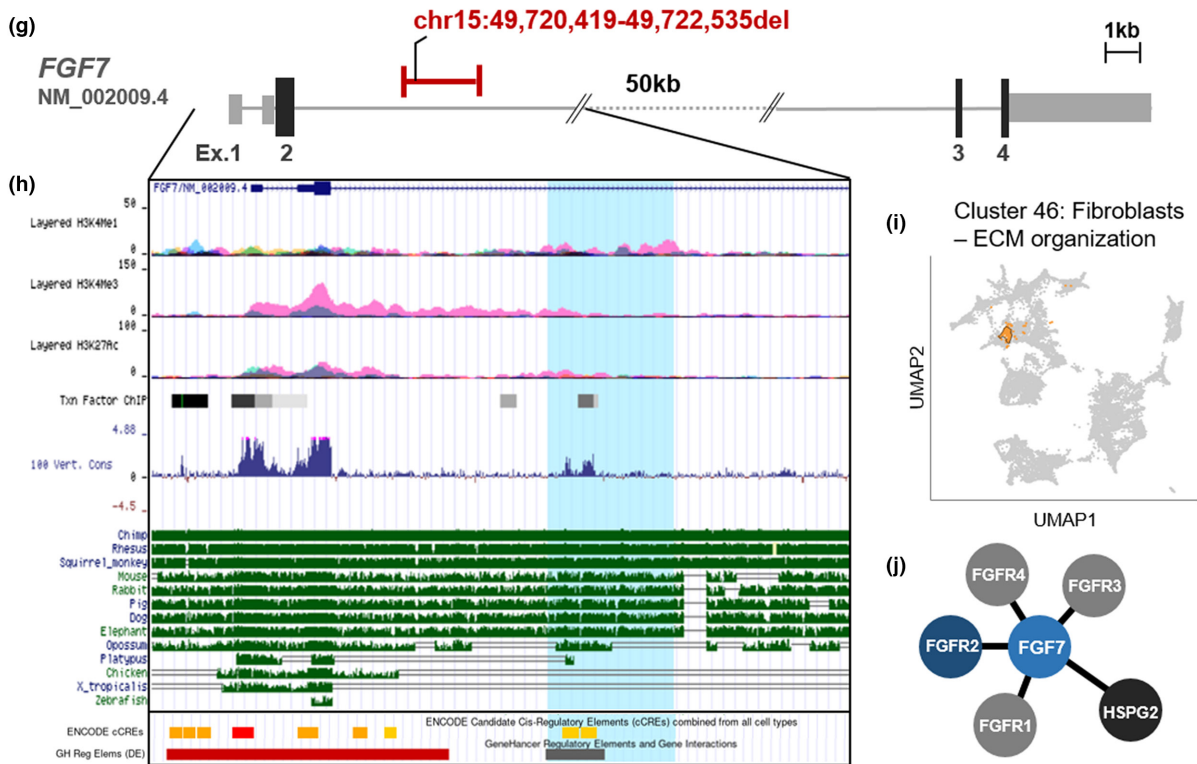 (g)
chr15:49,720,419-49,722,535del
1kb
FGF7
NM_002009.4
50kb
Ex.1
2
3
4
(h)
FGF7/NM_002009.4
50
Layered H3K4Me1
0
150
Layered H3K4Me3
0
100
Layered H3K27Ac
0
Txn Factor ChIP
4.88
100 Vert. Cons
0
-4.5
Chimp
Rhesus
Squirrel_monkey
Mouse
Rabbit
Pig
Dog
Elephant
Opossum
Platypus
Chicken
X_tropicalis
Zebrafish
ENCODE Candidate Cis-Regulatory Elements (cCREs) combined from all cell types
ENCODE cCREs
GeneHancer Regulatory Elements and Gene Interactions
GH Reg Elems (DE)
(i)
Cluster 46: Fibroblasts
– ECM organization
UMAP2
UMAP1
(j)
FGFR4
FGFR3
FGFR2
FGF7
FGFR1
HSPG2